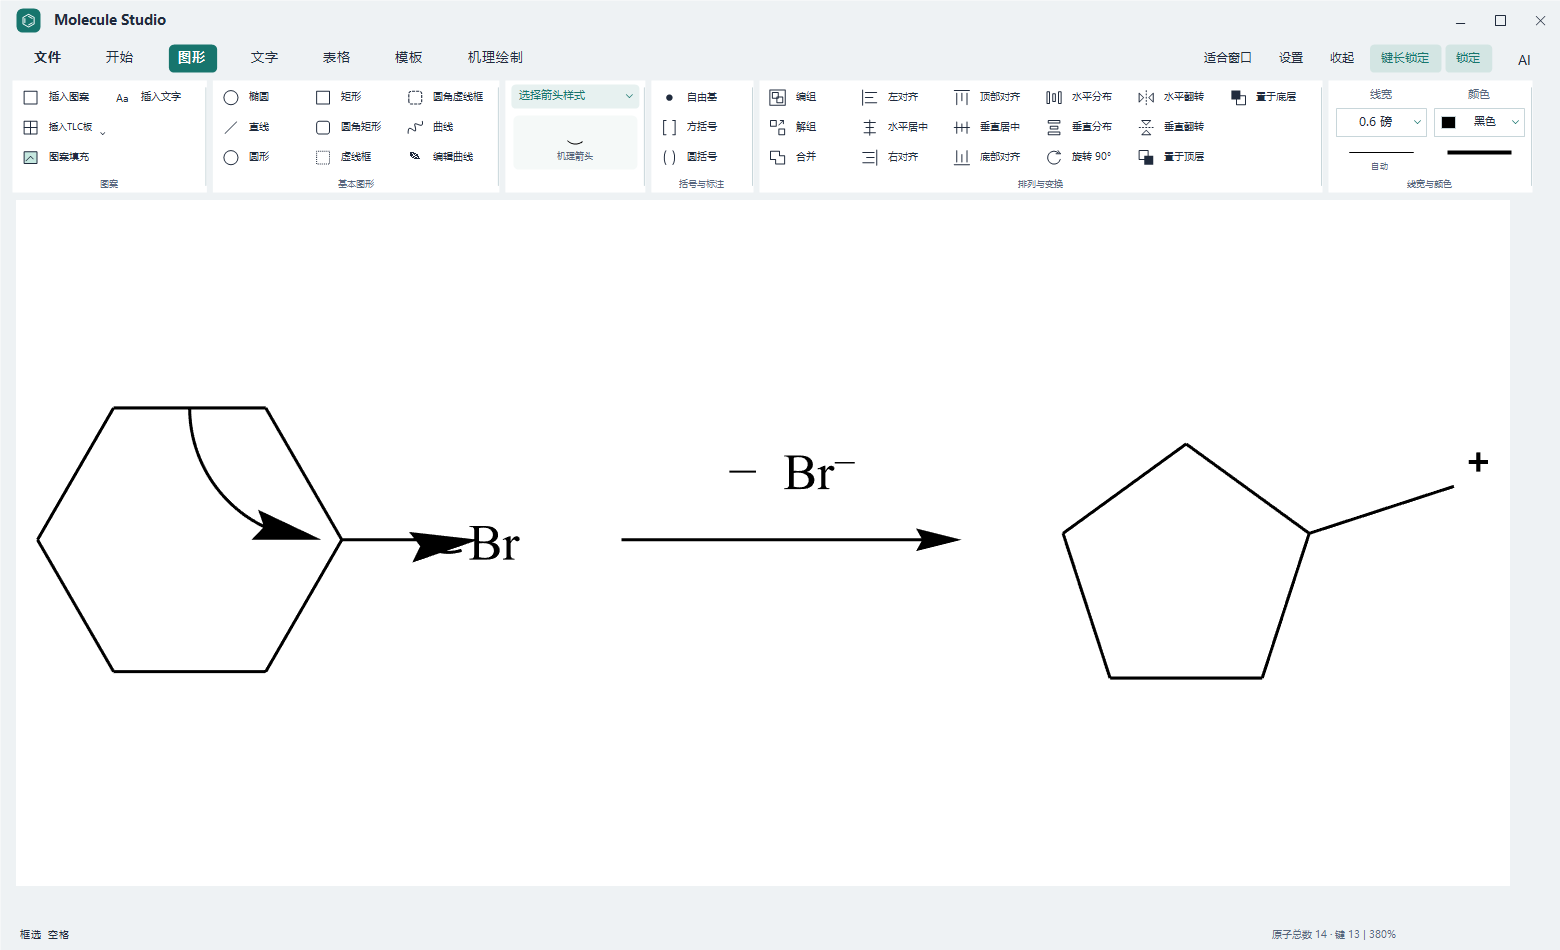 Molecule Studio
文件 开始 图形 文字 表格 模板 机理绘制 适合窗口 设置 收起 键长锁定 锁定 AI
插入图案 Aa 插入文字
插入TLC板
图案填充
图案
椭圆 矩形 圆角虚线框
直线 圆角矩形 曲线
圆形 虚线框 编辑曲线
基本图形
选择箭头样式
机理箭头
自由基
[ ] 方括号
( ) 圆括号
括号与标注
编组 左对齐 顶部对齐 水平分布 水平翻转 置于底层
解组 水平居中 垂直居中 垂直分布 垂直翻转
合并 右对齐 底部对齐 旋转 90° 置于顶层
排列与变换
线宽 颜色
0.6 磅 黑色
自动
线宽与颜色
− Br−
+
Br
框选 空格
原子总数 14 · 键 13 | 380%